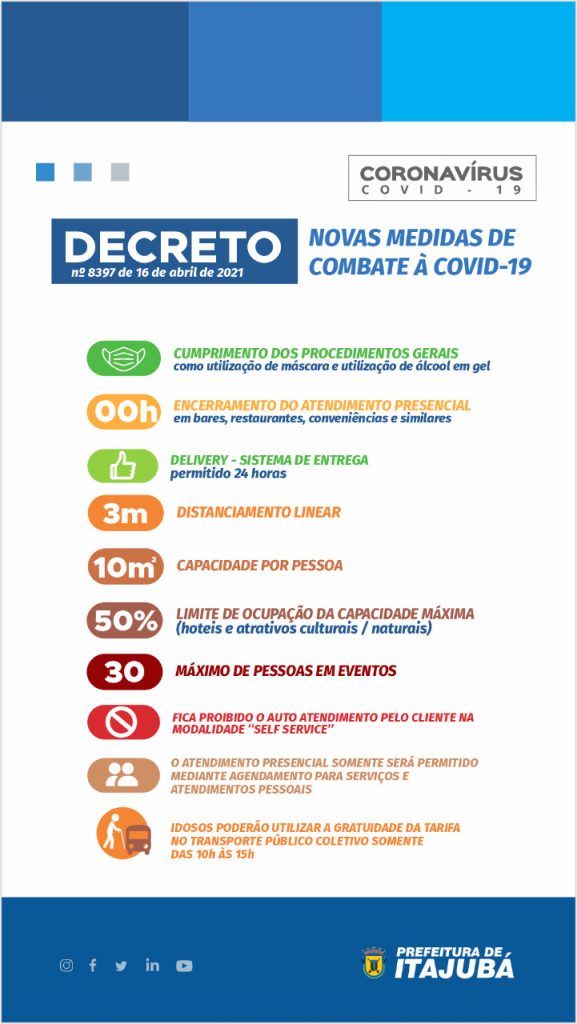 CORONAVÍRUS
COVID - 19
DECRETO
nº 8397 de 16 de abril de 2021
NOVAS MEDIDAS DE
COMBATE À COVID-19
CUMPRIMENTO DOS PROCEDIMENTOS GERAIS
como utilização de máscara e utilização de álcool em gel
00h
ENCERRAMENTO DO ATENDIMENTO PRESENCIAL
em bares, restaurantes, conveniências e similares
DELIVERY - SISTEMA DE ENTREGA
permitido 24 horas
3m
DISTANCIAMENTO LINEAR
10m²
CAPACIDADE POR PESSOA
50%
LIMITE DE OCUPAÇÃO DA CAPACIDADE MÁXIMA
(hoteis e atrativos culturais / naturais)
30
MÁXIMO DE PESSOAS EM EVENTOS
FICA PROIBIDO O AUTO ATENDIMENTO PELO CLIENTE NA
MODALIDADE “SELF SERVICE”
O ATENDIMENTO PRESENCIAL SOMENTE SERÁ PERMITIDO
MEDIANTE AGENDAMENTO PARA SERVIÇOS E
ATENDIMENTOS PESSOAIS
IDOSOS PODERÃO UTILIZAR A GRATUIDADE DA TARIFA
NO TRANSPORTE PÚBLICO COLETIVO SOMENTE
DAS 10h ÀS 15h
PREFEITURA DE
ITAJUBÁ